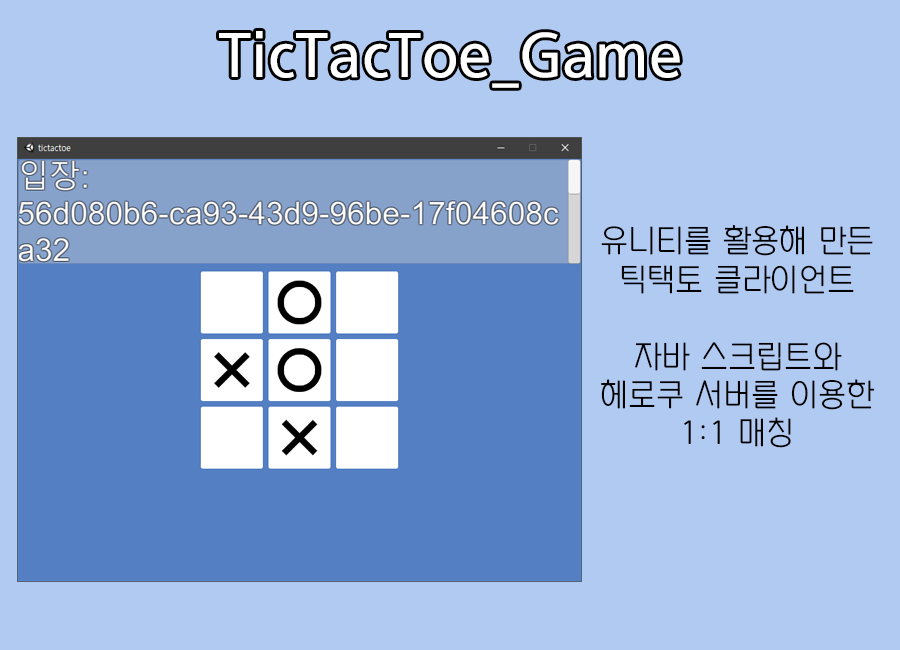 TicTacToe_Game
tictactoe
입장:
56d080b6-ca93-43d9-96be-17f04608c
a32
유니티를 활용해 만든
틱택토 클라이언트
자바 스크립트와
헤로쿠 서버를 이용한
1:1 매칭